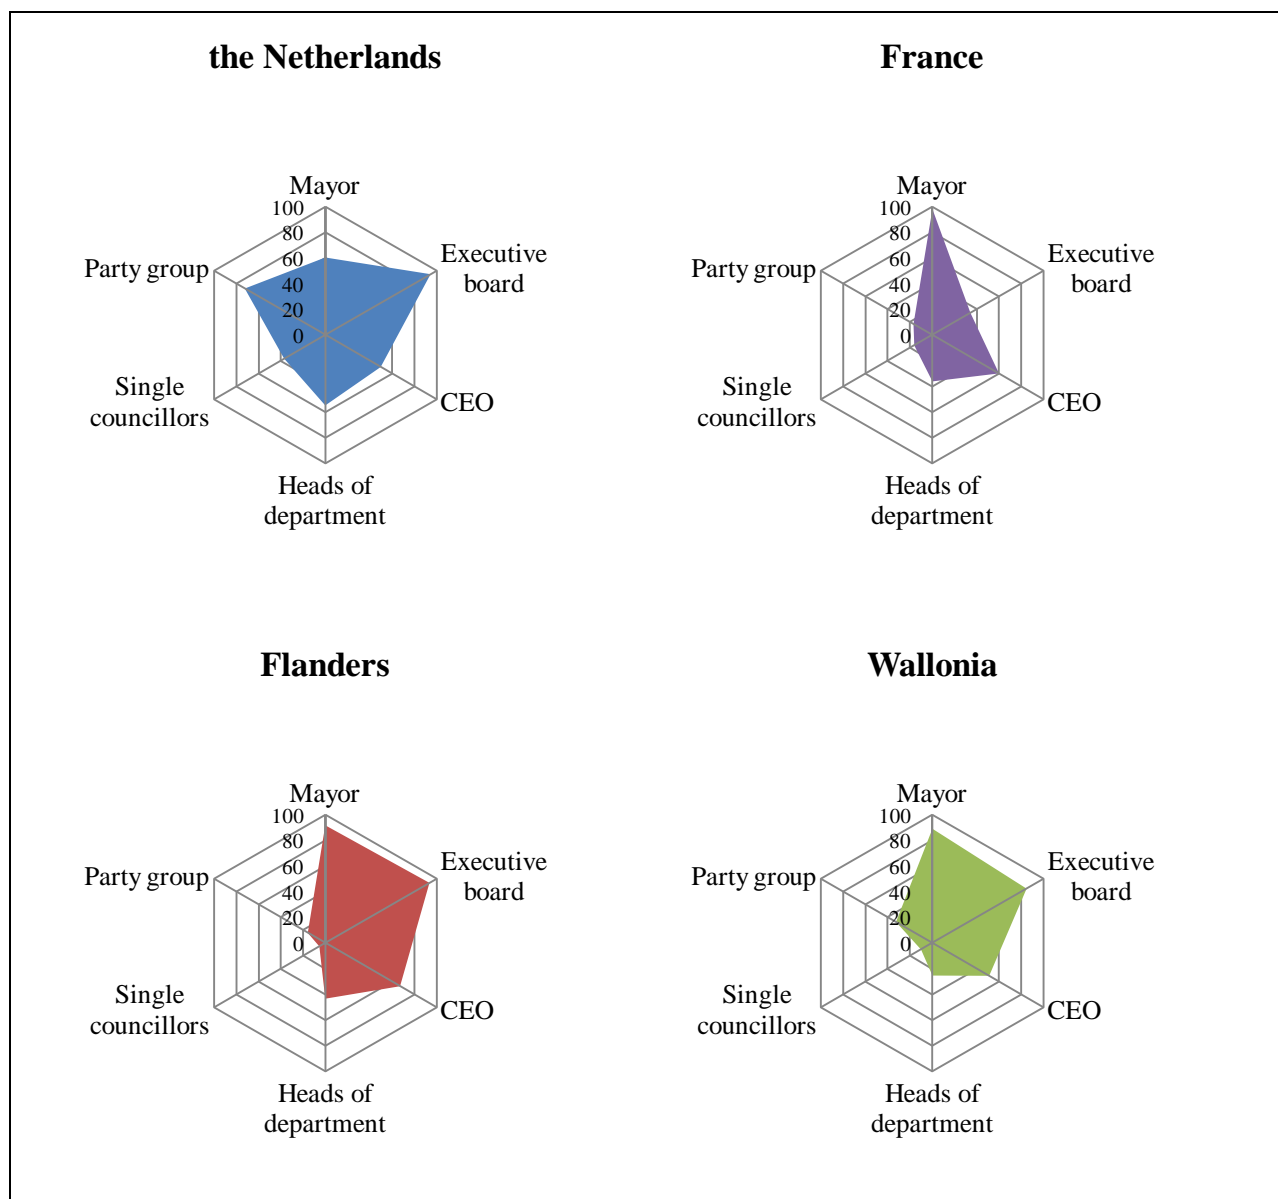 the Netherlands
Mayor
100
80
60
40
20
0
Executive
board
CEO
Heads of
department
Single
councillors
Party group
France
Mayor
100
80
60
40
20
0
Executive
board
CEO
Heads of
department
Single
councillors
Party group
Flanders
Mayor
100
80
60
40
20
0
Executive
board
CEO
Heads of
department
Single
councillors
Party group
Wallonia
Mayor
100
80
60
40
20
0
Executive
board
CEO
Heads of
department
Single
councillors
Party group